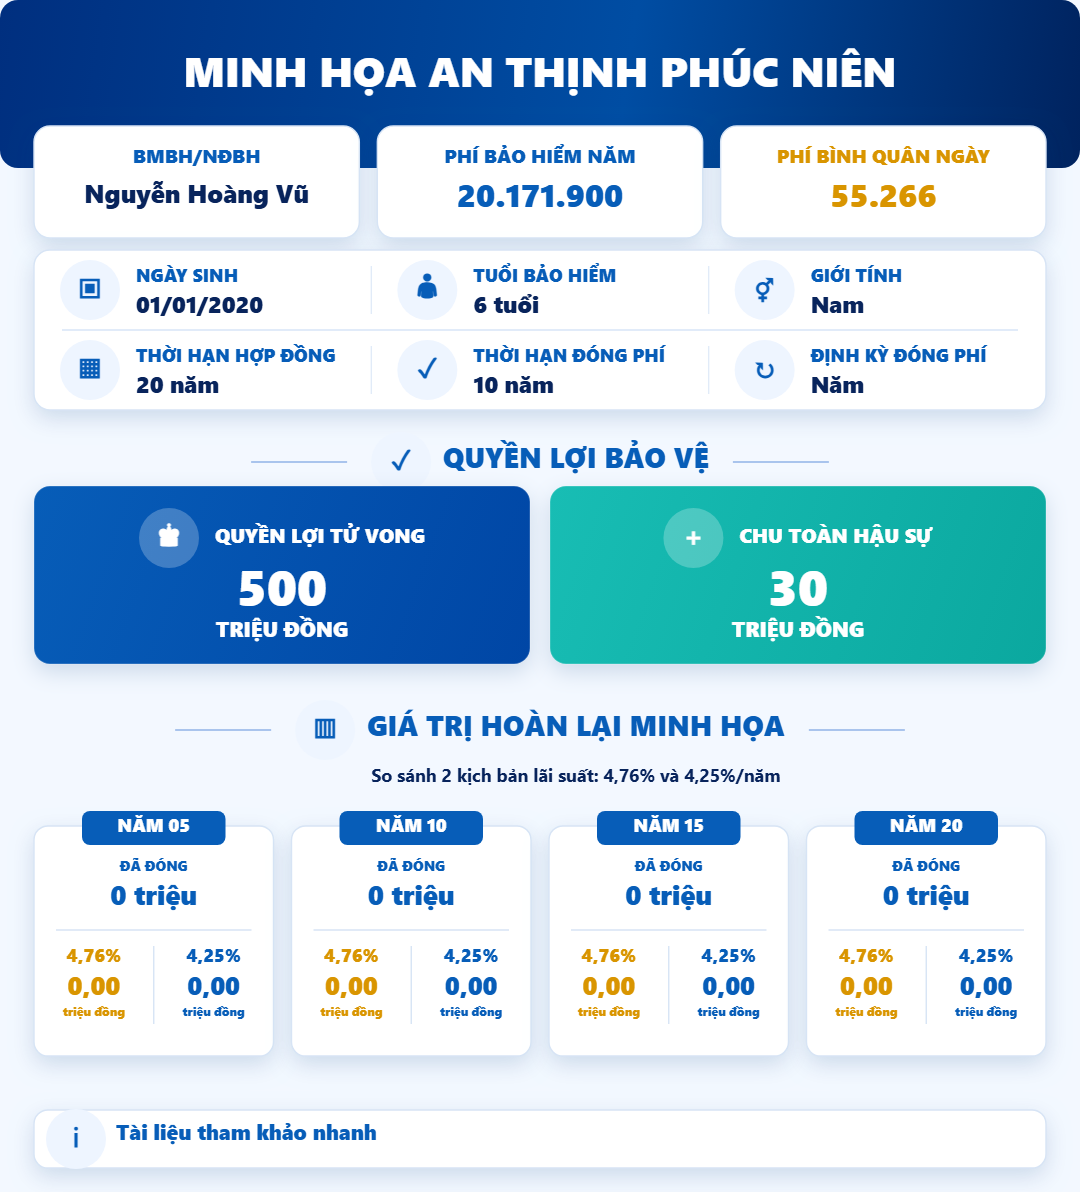 MINH HỌA AN THỊNH PHÚC NIÊN
BMBH/NĐBH
Nguyễn Hoàng Vũ
PHÍ BẢO HIỂM NĂM
20.171.900
PHÍ BÌNH QUÂN NGÀY
55.266
NGÀY SINH
01/01/2020
TUỔI BẢO HIỂM
6 tuổi
GIỚI TÍNH
Nam
THỜI HẠN HỢP ĐỒNG
20 năm
THỜI HẠN ĐÓNG PHÍ
10 năm
ĐỊNH KỲ ĐÓNG PHÍ
Năm
QUYỀN LỢI BẢO VỆ
QUYỀN LỢI TỬ VONG
500
TRIỆU ĐỒNG
CHU TOÀN HẬU SỰ
30
TRIỆU ĐỒNG
GIÁ TRỊ HOÀN LẠI MINH HỌA
So sánh 2 kịch bản lãi suất: 4,76% và 4,25%/năm
NĂM 05
ĐÃ ĐÓNG
0 triệu
4,76%
0,00
triệu đồng
4,25%
0,00
triệu đồng
NĂM 10
ĐÃ ĐÓNG
0 triệu
4,76%
0,00
triệu đồng
4,25%
0,00
triệu đồng
NĂM 15
ĐÃ ĐÓNG
0 triệu
4,76%
0,00
triệu đồng
4,25%
0,00
triệu đồng
NĂM 20
ĐÃ ĐÓNG
0 triệu
4,76%
0,00
triệu đồng
4,25%
0,00
triệu đồng
Tài liệu tham khảo nhanh